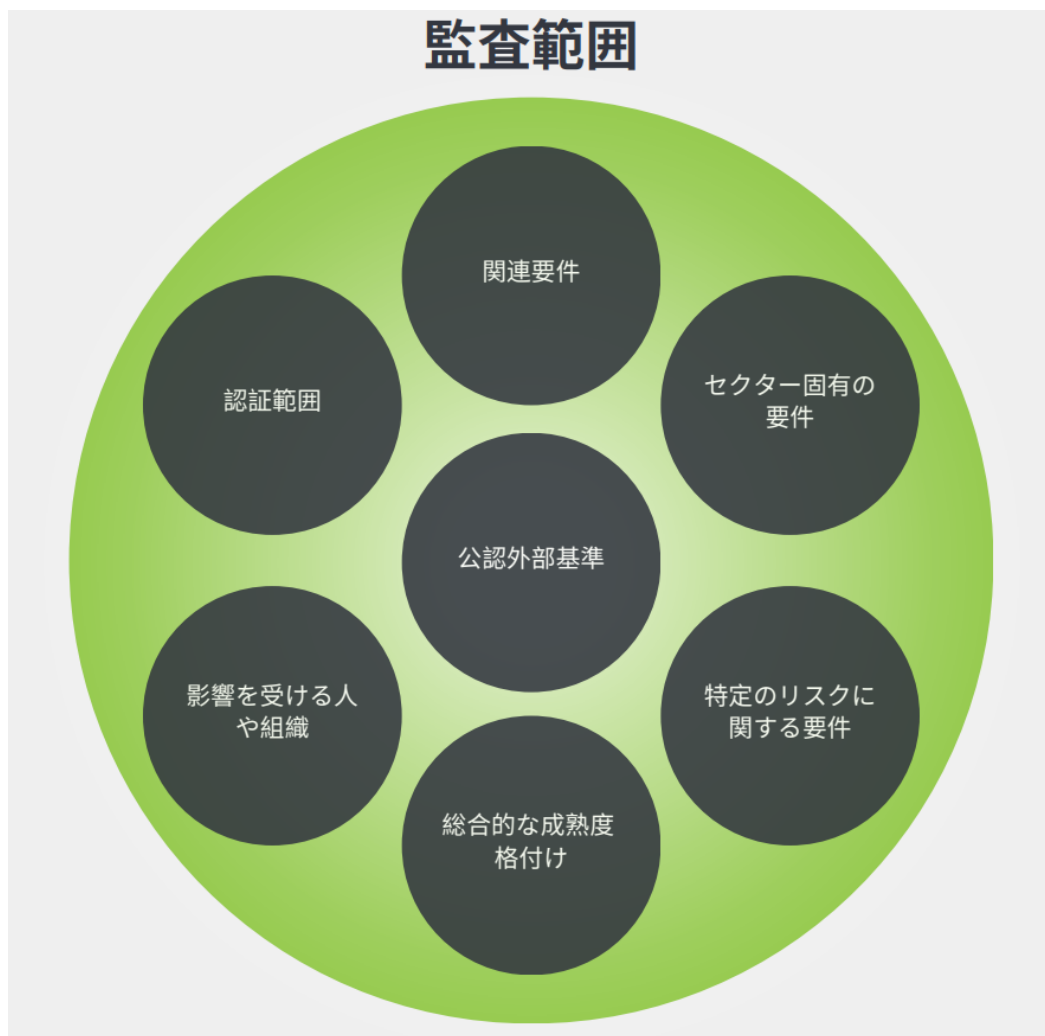 監査範囲
関連要件
認証範囲
セクター固有の
要件
公認外部基準
影響を受ける人
や組織
特定のリスクに
関する要件
総合的な成熟度
格付け